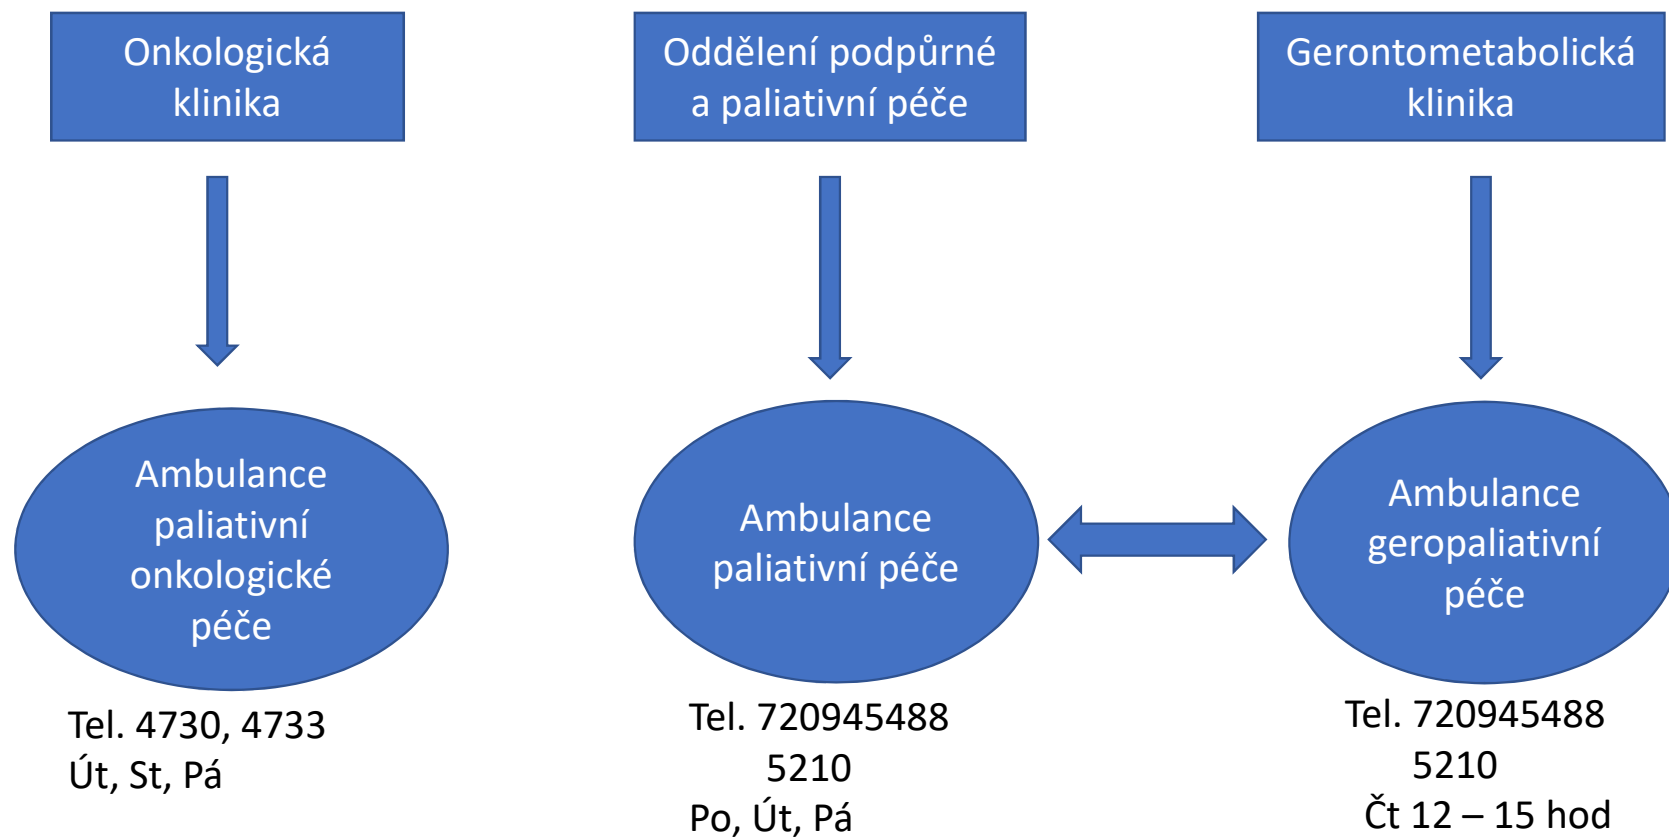 Onkologická
klinika
Oddělení podpůrné
a paliativní péče
Gerontometabolická
klinika
Ambulance
paliativní
onkologické
péče
Ambulance
paliativní péče
Ambulance
geropaliativní
péče
Tel. 4730, 4733
Út, St, Pá
Tel. 720945488
5210
Po, Út, Pá
Tel. 720945488
5210
Čt 12 – 15 hod